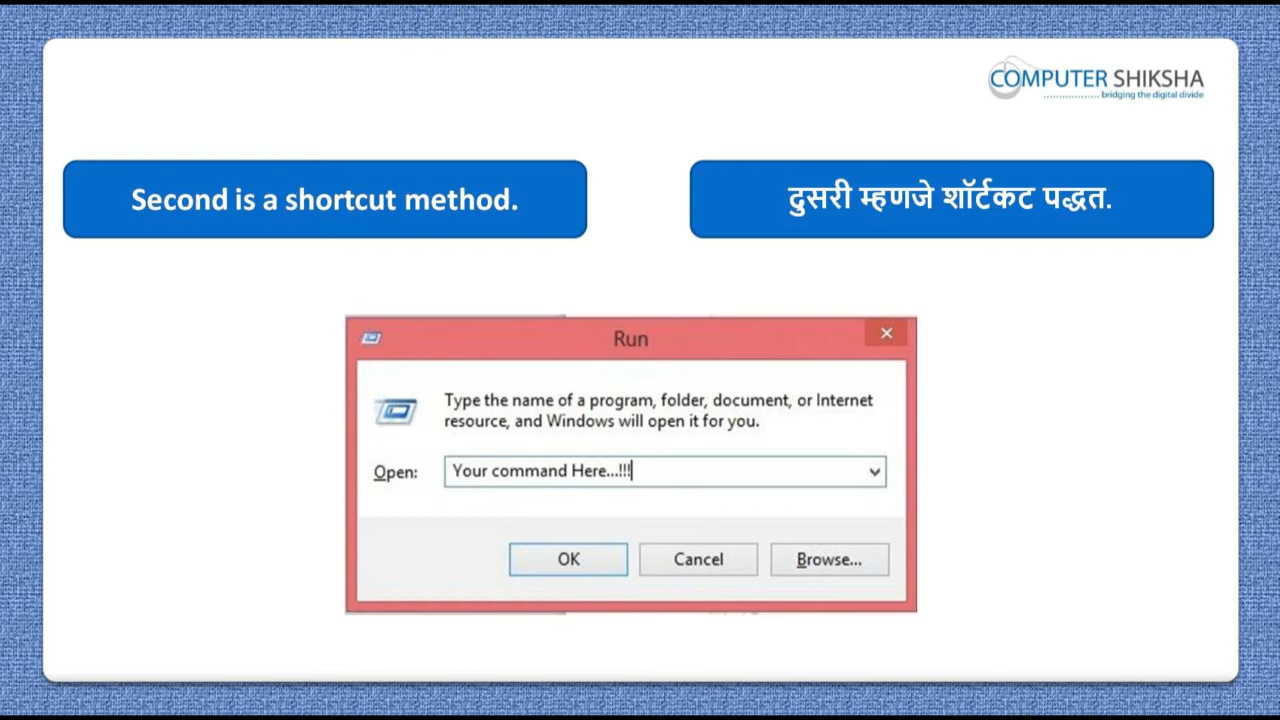 COMPUTER SHIKSHA
bridging the digital divide
Second is a shortcut method.
दुसरी म्हणजे शॉर्टकट पद्धत.
Run
Type the name of a program, folder, document, or Internet
resource, and Windows will open it for you.
Open: Your command Here...!!!
OK Cancel Browse...